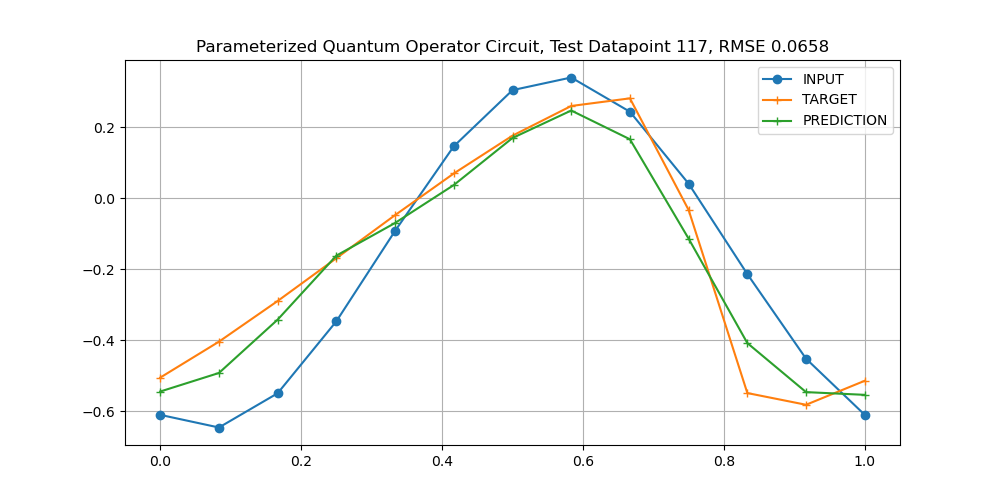 Parameterized Quantum Operator Circuit, Test Datapoint 117, RMSE 0.0658
INPUT
TARGET
PREDICTION
0.2
0.0
−0.2
−0.4
−0.6
0.0 0.2 0.4 0.6 0.8 1.0